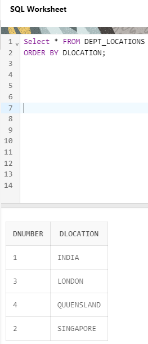 SQL Worksheet
1 Select * FROM DEPT_LOCATIONS
2 ORDER BY DLOCATION;
3
4
5
6
7
8
9
10
11
12
13
14
DNUMBER DLOCATION
1 INDIA
3 LONDON
4 QUUENSLAND
2 SINGAPORE